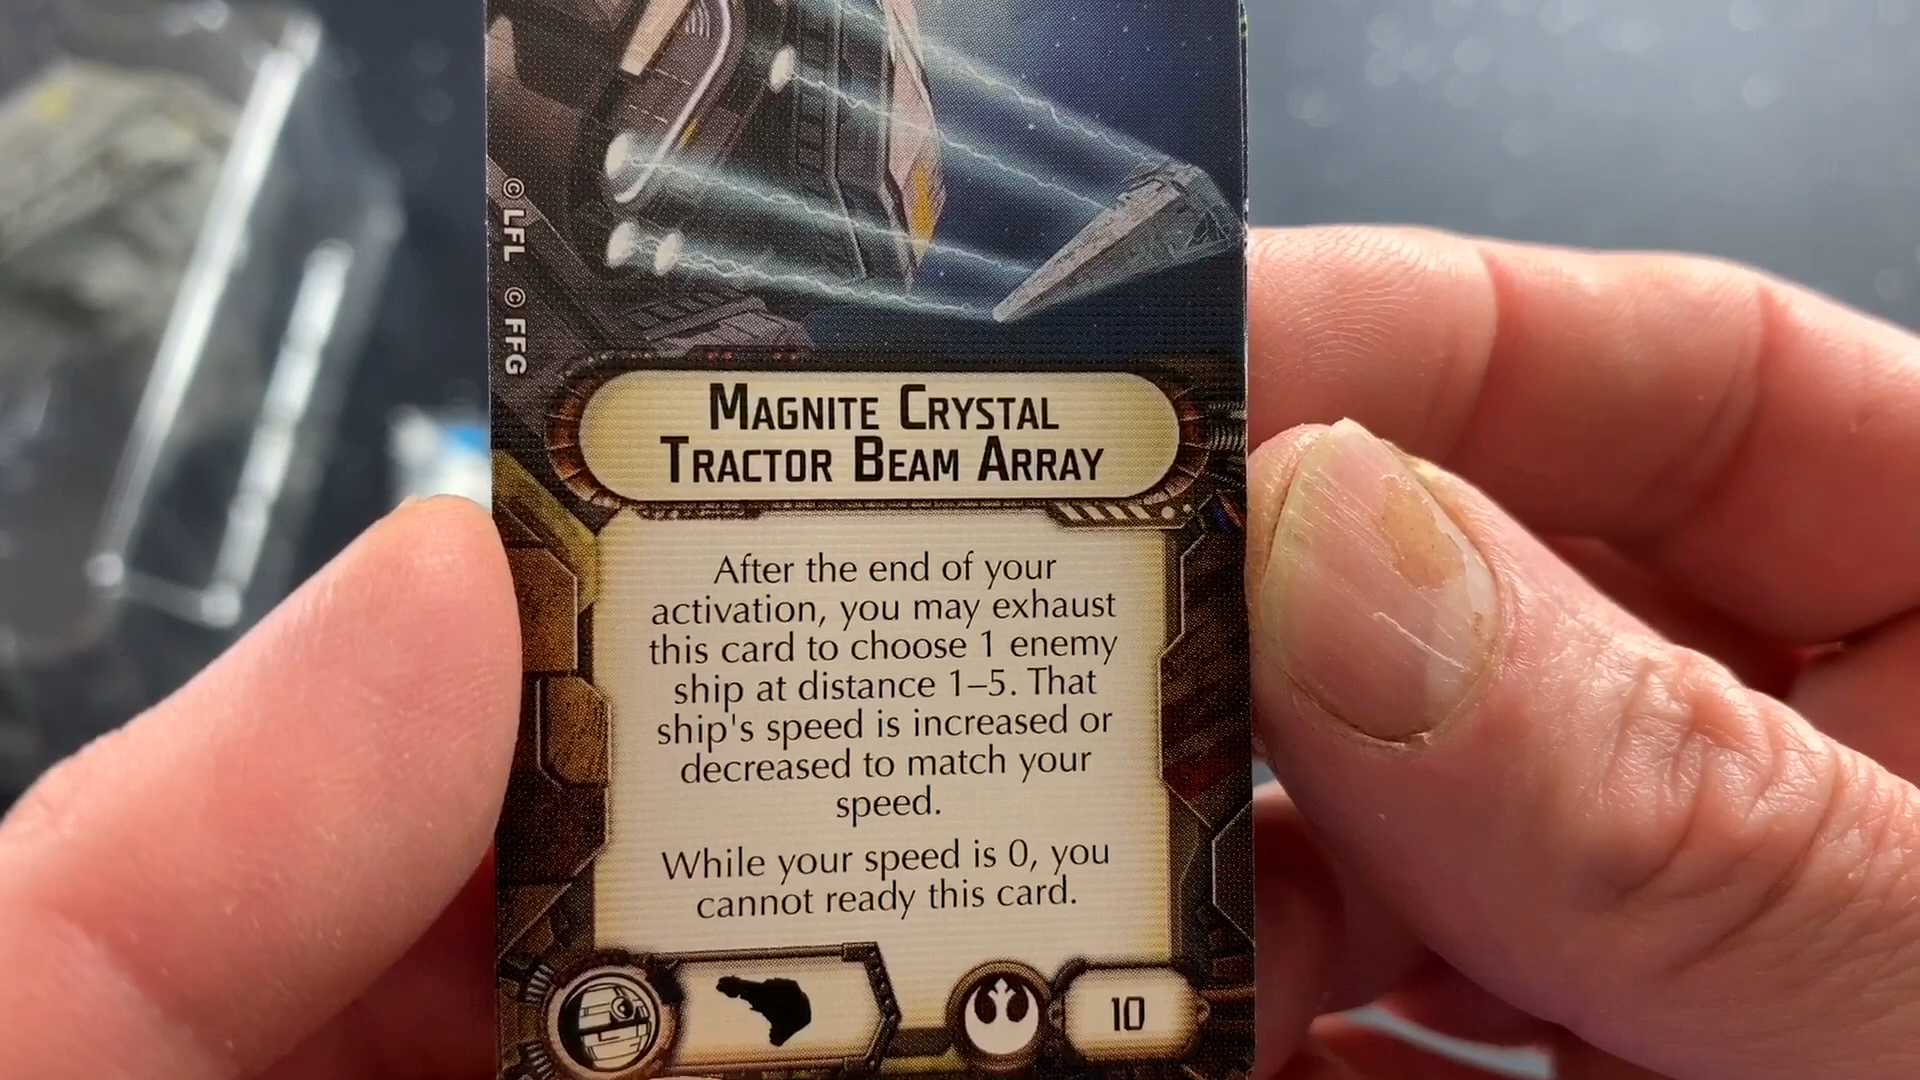 © LFL © FFG
Magnite Crystal
Tractor Beam Array
After the end of your
activation, you may exhaust
this card to choose 1 enemy
ship at distance 1–5. That
ship's speed is increased or
decreased to match your
speed.
While your speed is 0, you
cannot ready this card.
10